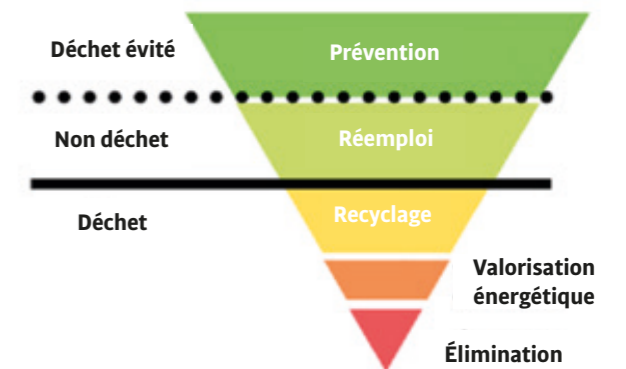 Déchet évité
Prévention
Non déchet
Réemploi
Déchet
Recyclage
Valorisation
énergétique
Élimination